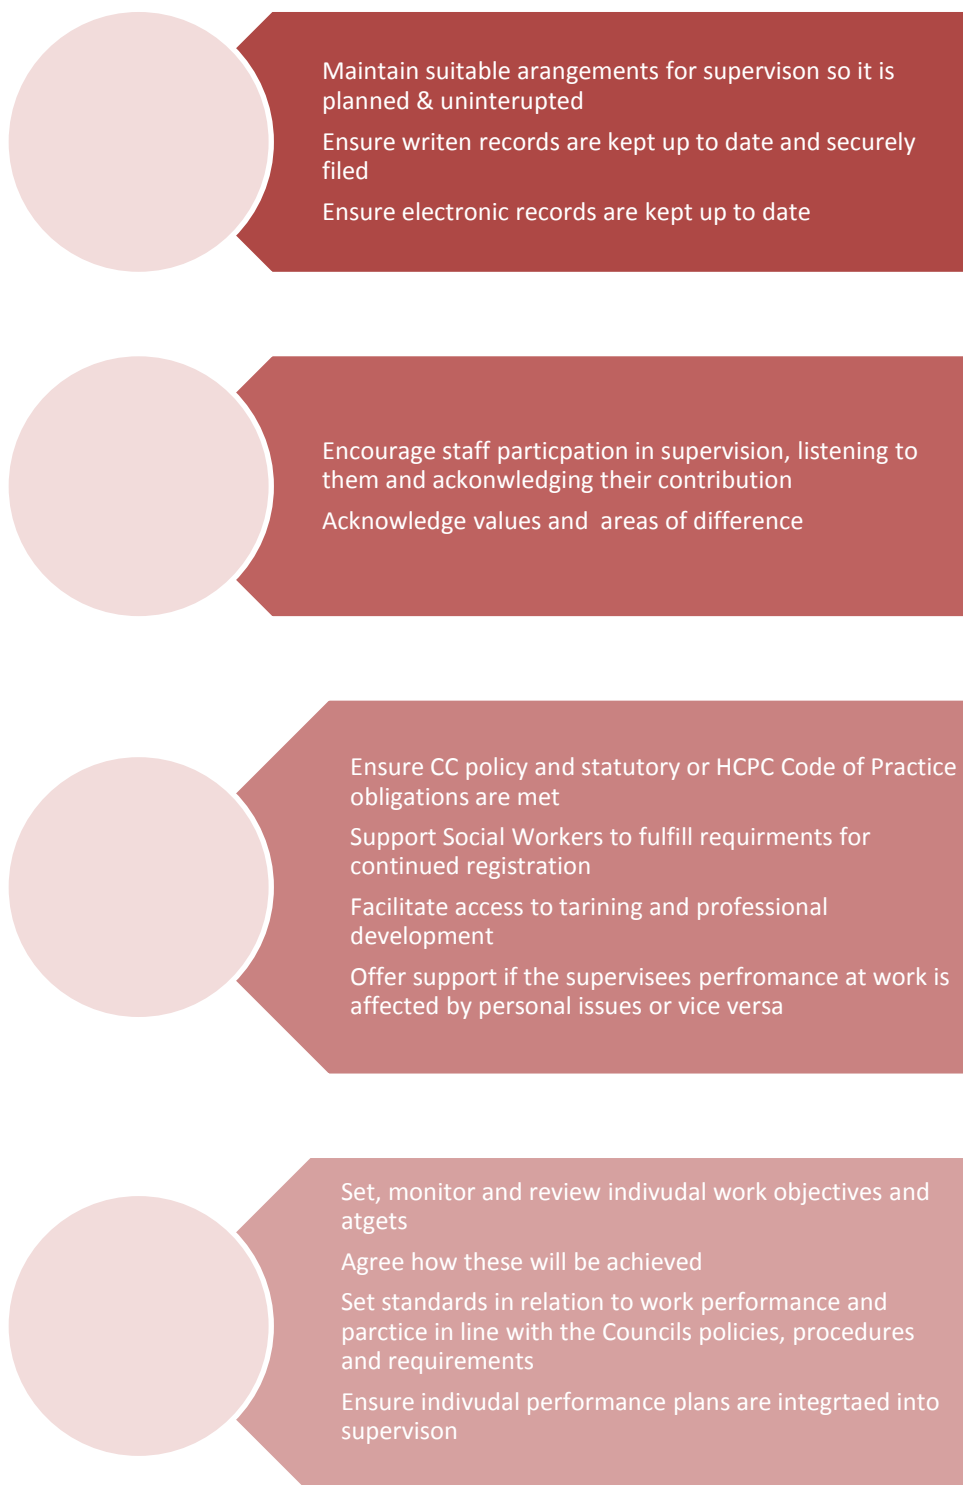 Maintain suitable arangements for supervison so it is
planned & uninterupted
Ensure writen records are kept up to date and securely
filed
Ensure electronic records are kept up to date
Encourage staff particpation in supervision, listening to
them and ackonwledging their contribution
Acknowledge values and  areas of difference
Ensure CC policy and statutory or HCPC Code of Practice
obligations are met
Support Social Workers to fulfill requirments for
continued registration
Facilitate access to tarining and professional
development
Offer support if the supervisees perfromance at work is
affected by personal issues or vice versa
Set, monitor and review indivudal work objectives and
atgets
Agree how these will be achieved
Set standards in relation to work performance and
parctice in line with the Councils policies, procedures
and requirements
Ensure indivudal performance plans are integrtaed into
supervison